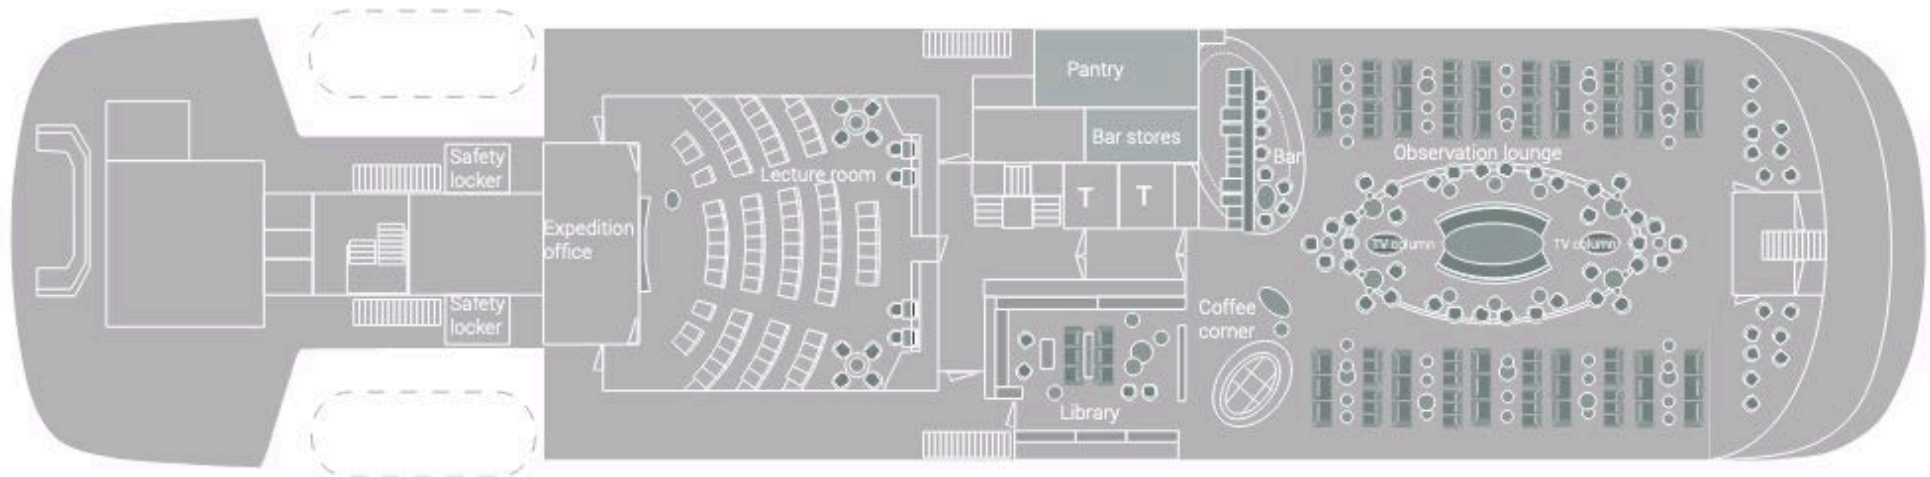 Safety
locker
Safety
locker
Expedition
office
Lecture room
Pantry
Bar stores
T
T
Bar
Library
Coffee
corner
Observation lounge
TV column
TV column